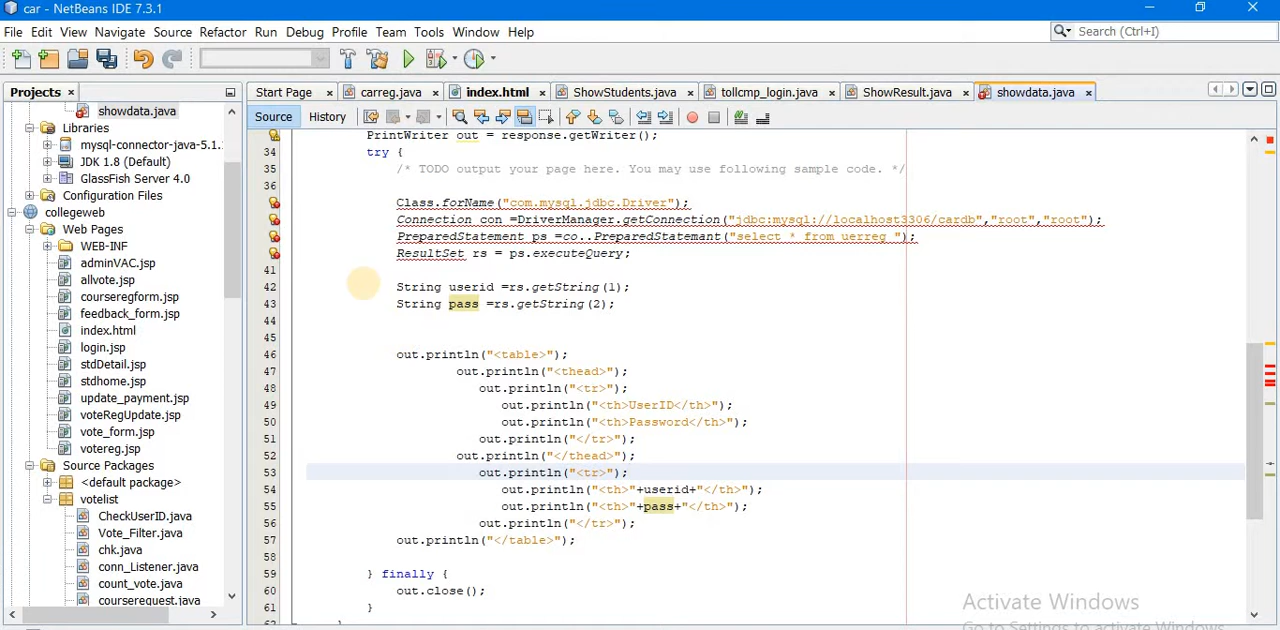 car - NetBeans IDE 7.3.1
File Edit View Navigate Source Refactor Run Debug Profile Team Tools Window Help
Search (Ctrl+I)
Projects
Start Page
carreg.java
index.html
ShowStudents.java
tollcmp_login.java
ShowResult.java
showdata.java
Source History
showdata.java
Libraries
mysql-connector-java-5.1.
JDK 1.8 (Default)
GlassFish Server 4.0
Configuration Files
collegeweb
Web Pages
WEB-INF
adminVAC.jsp
allvote.jsp
courseregform.jsp
feedback_form.jsp
index.html
login.jsp
stdDetail.jsp
stdhome.jsp
update_payment.jsp
voteRegUpdate.jsp
vote_form.jsp
votereg.jsp
Source Packages
<default package>
votelist
CheckUserID.java
Vote_Filter.java
chk.java
conn_Listener.java
count_vote.java
courserequest.java
PrintWriter out = response.getWriter();
34 try {
35 /* TODO output your page here. You may use following sample code. */
36
Class.forName("com.mysql.jdbc.Driver");
Connection con =DriverManager.getConnection("jdbc:mysql://localhost3306/cardb","root","root");
PreparedStatement ps =co..PreparedStatemant("select * from uerreg ");
ResultSet rs = ps.executeQuery;
41
42 String userid =rs.getString(1);
43 String pass =rs.getString(2);
44
45
46 out.println("<table>");
47 out.println("<thead>");
48 out.println("<tr>");
49 out.println("<th>UserID</th>");
50 out.println("<th>Password</th>");
51 out.println("</tr>");
52 out.println("</thead>");
53 out.println("<tr>");
54 out.println("<th>"+userid+"</th>");
55 out.println("<th>"+pass+"</th>");
56 out.println("</tr>");
57 out.println("</table>");
58
59 } finally {
60 out.close();
61 }
62 }
Activate Windows
Go to Settings to activate Windows.